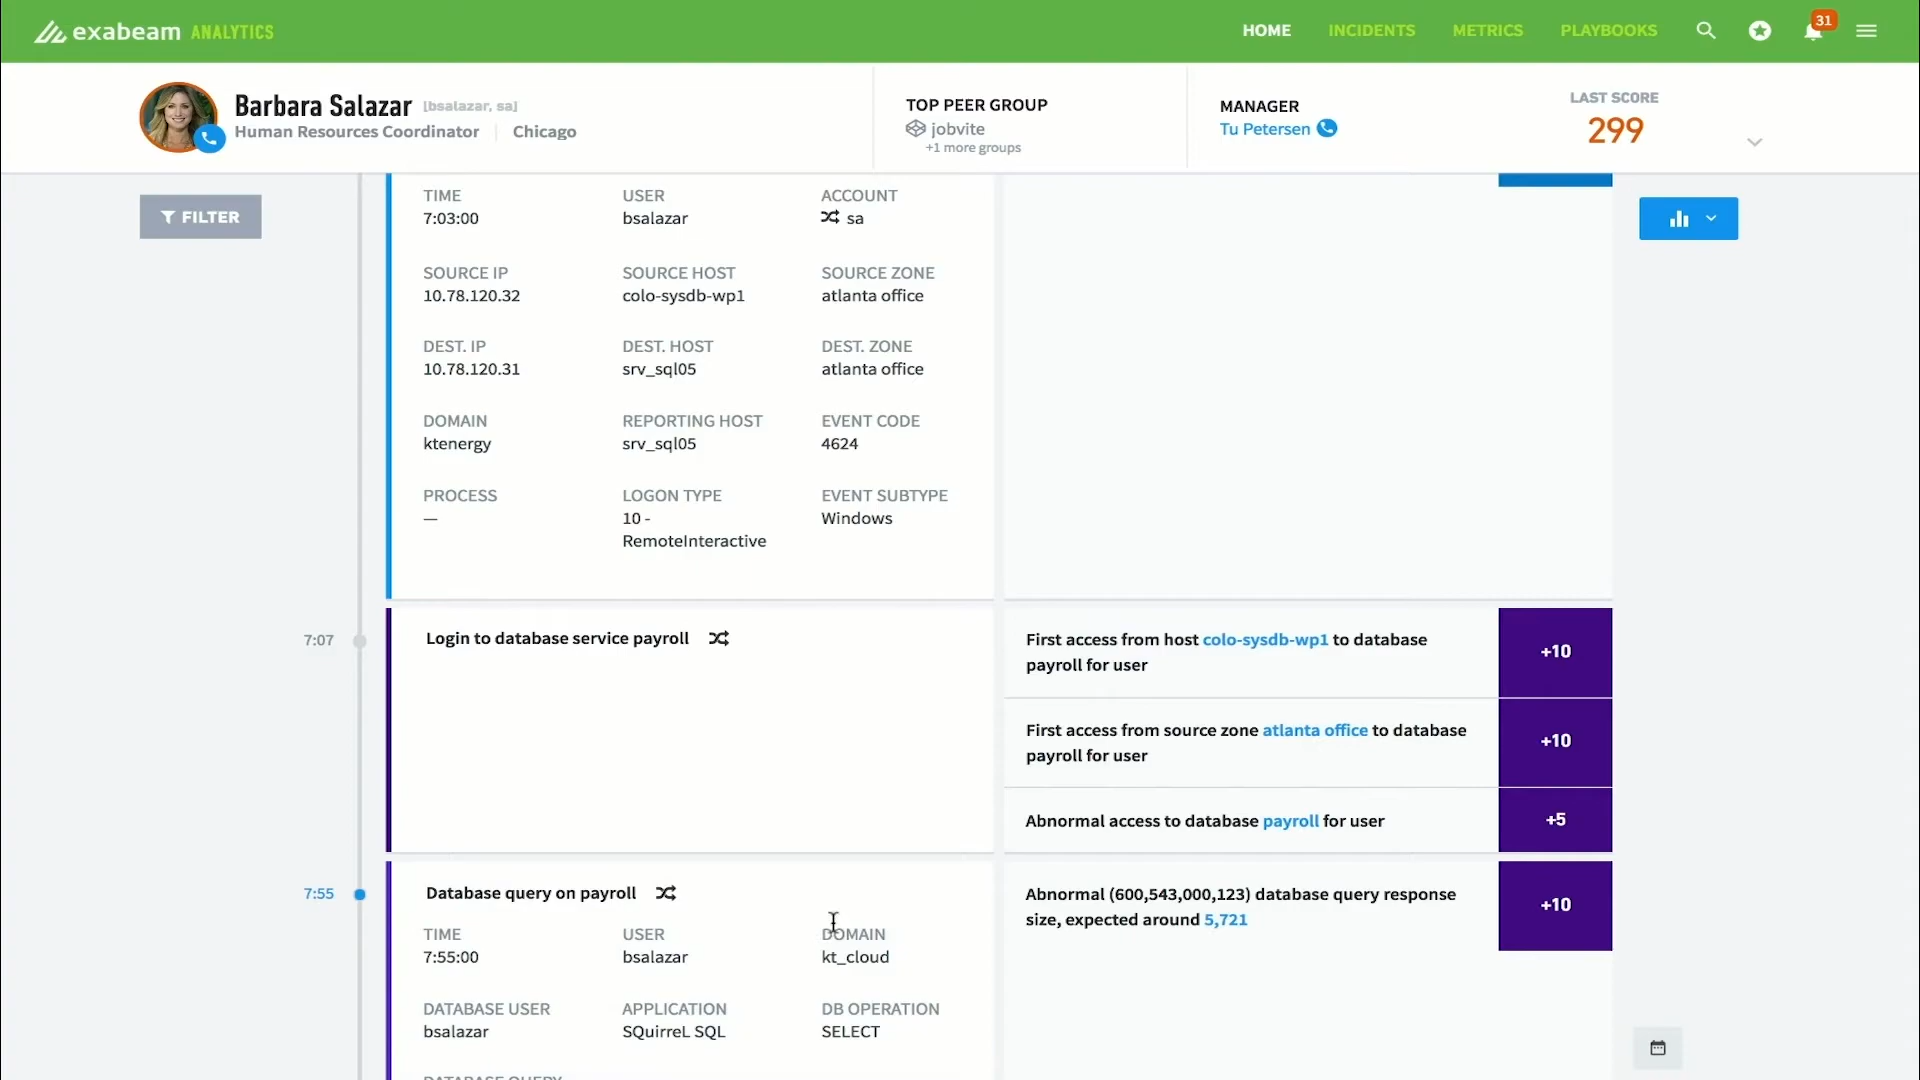 exabeam ANALYTICS
HOME INCIDENTS METRICS PLAYBOOKS 31
Barbara Salazar [bsalazar, sa]
Human Resources Coordinator Chicago
TOP PEER GROUP
jobvite
+1 more groups
MANAGER
Tu Petersen
LAST SCORE
299
FILTER
TIME USER ACCOUNT
7:03:00 bsalazar sa
SOURCE IP SOURCE HOST SOURCE ZONE
10.78.120.32 colo-sysdb-wp1 atlanta office
DEST. IP DEST. HOST DEST. ZONE
10.78.120.31 srv_sql05 atlanta office
DOMAIN REPORTING HOST EVENT CODE
ktenergy srv_sql05 4624
PROCESS LOGON TYPE EVENT SUBTYPE
— 10 - Windows
RemoteInteractive
7:07 Login to database service payroll
First access from host colo-sysdb-wp1 to database
payroll for user
+10
First access from source zone atlanta office to database
payroll for user
+10
Abnormal access to database payroll for user
+5
7:55 Database query on payroll
Abnormal (600,543,000,123) database query response
size, expected around 5,721
+10
TIME USER DOMAIN
7:55:00 bsalazar kt_cloud
DATABASE USER APPLICATION DB OPERATION
bsalazar SQuirreL SQL SELECT
DATABASE QUERY